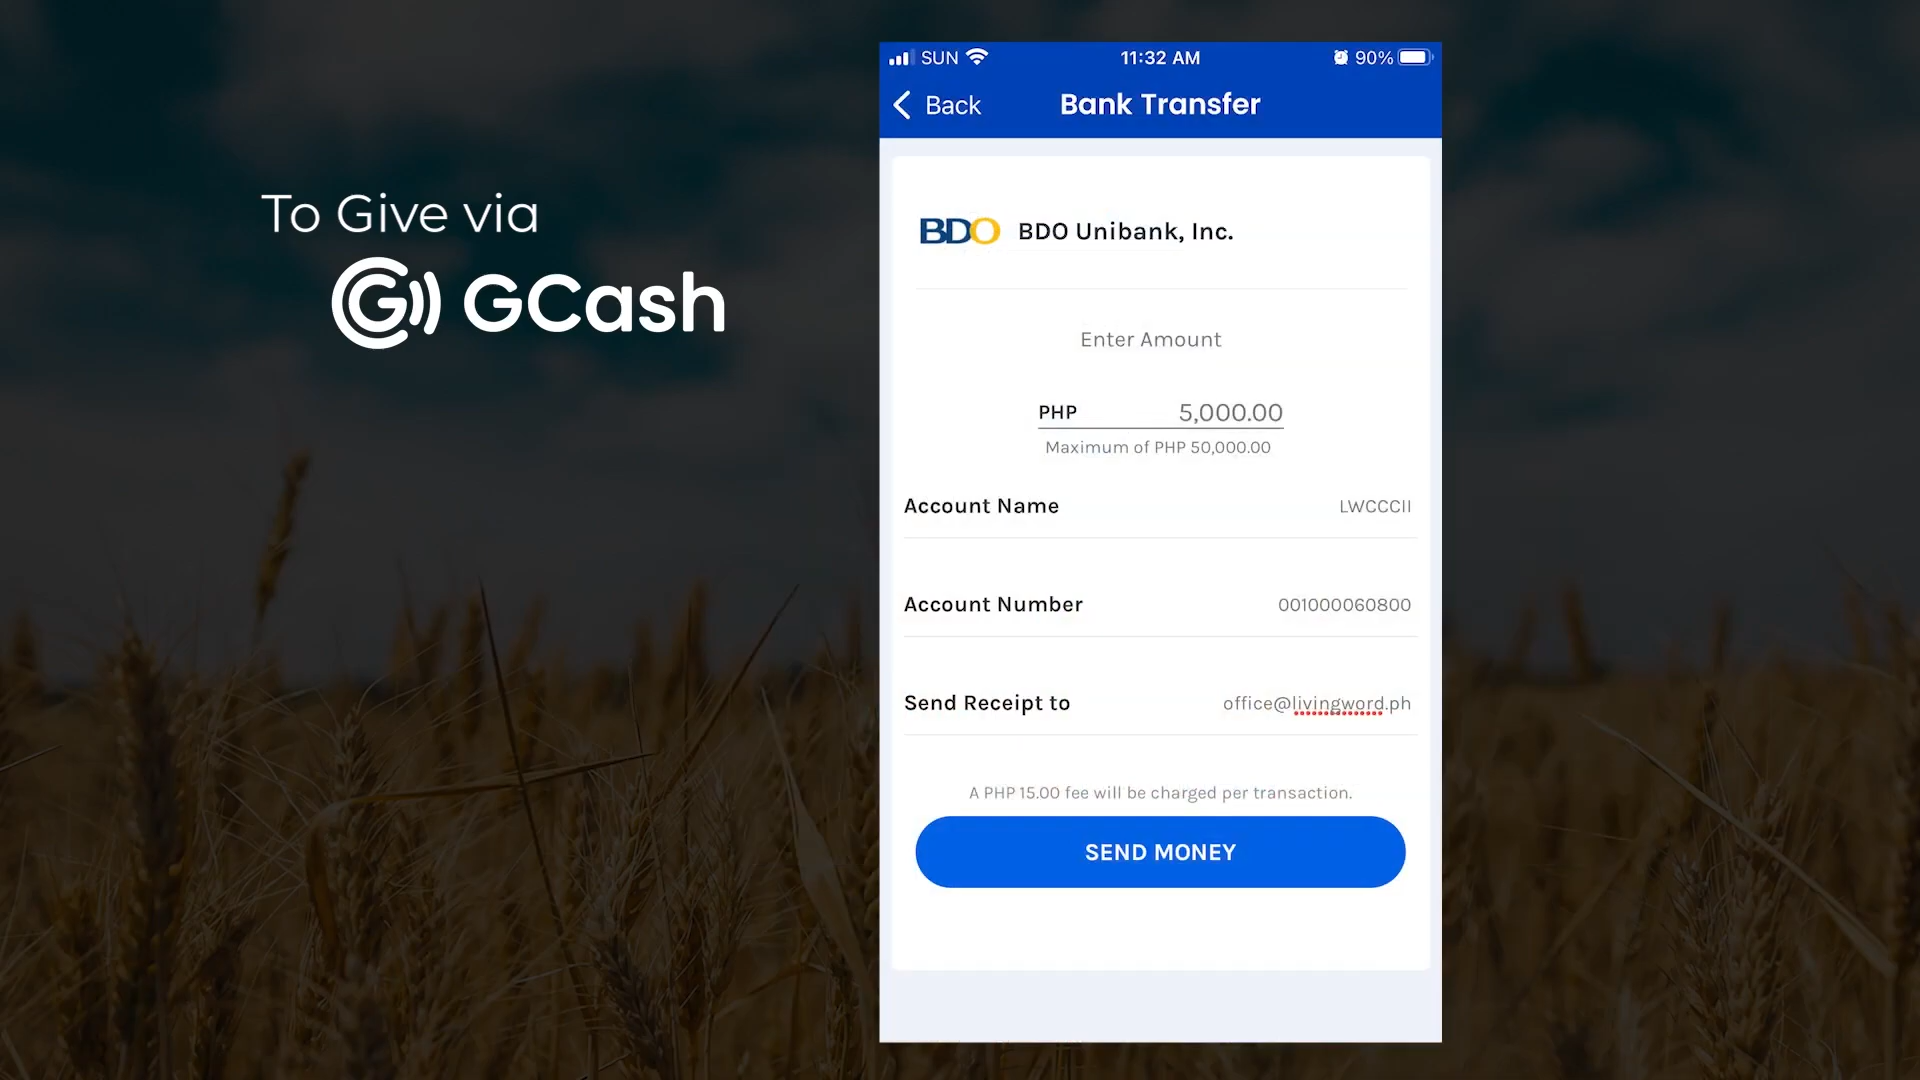 To Give via
GCash
SUN 11:32 AM 90%
Back Bank Transfer
BDO BDO Unibank, Inc.
Enter Amount
PHP 5,000.00
Maximum of PHP 50,000.00
Account Name LWCCCII
Account Number 001000060800
Send Receipt to office@livingword.ph
A PHP 15.00 fee will be charged per transaction.
SEND MONEY